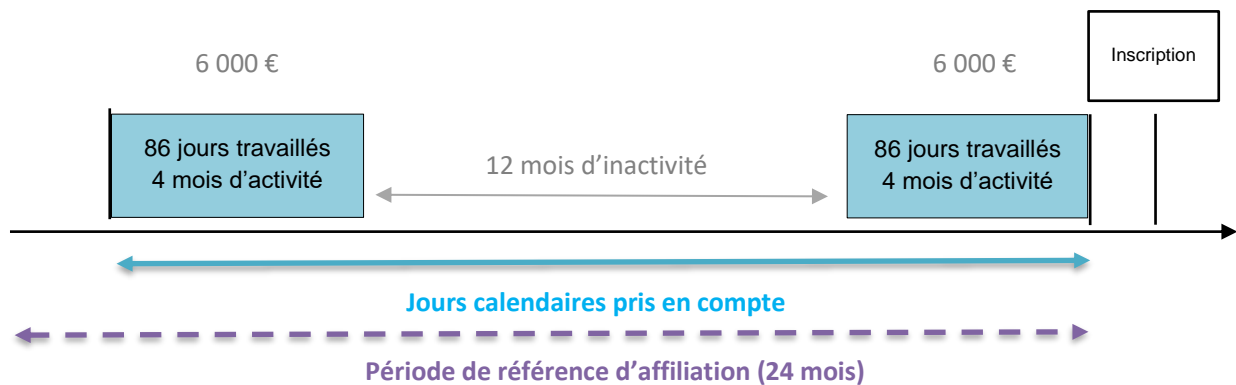 6 000 €
6 000 €
Inscription
86 jours travaillés
4 mois d’activité
12 mois d’inactivité
86 jours travaillés
4 mois d’activité
Jours calendaires pris en compte
Période de référence d’affiliation (24 mois)